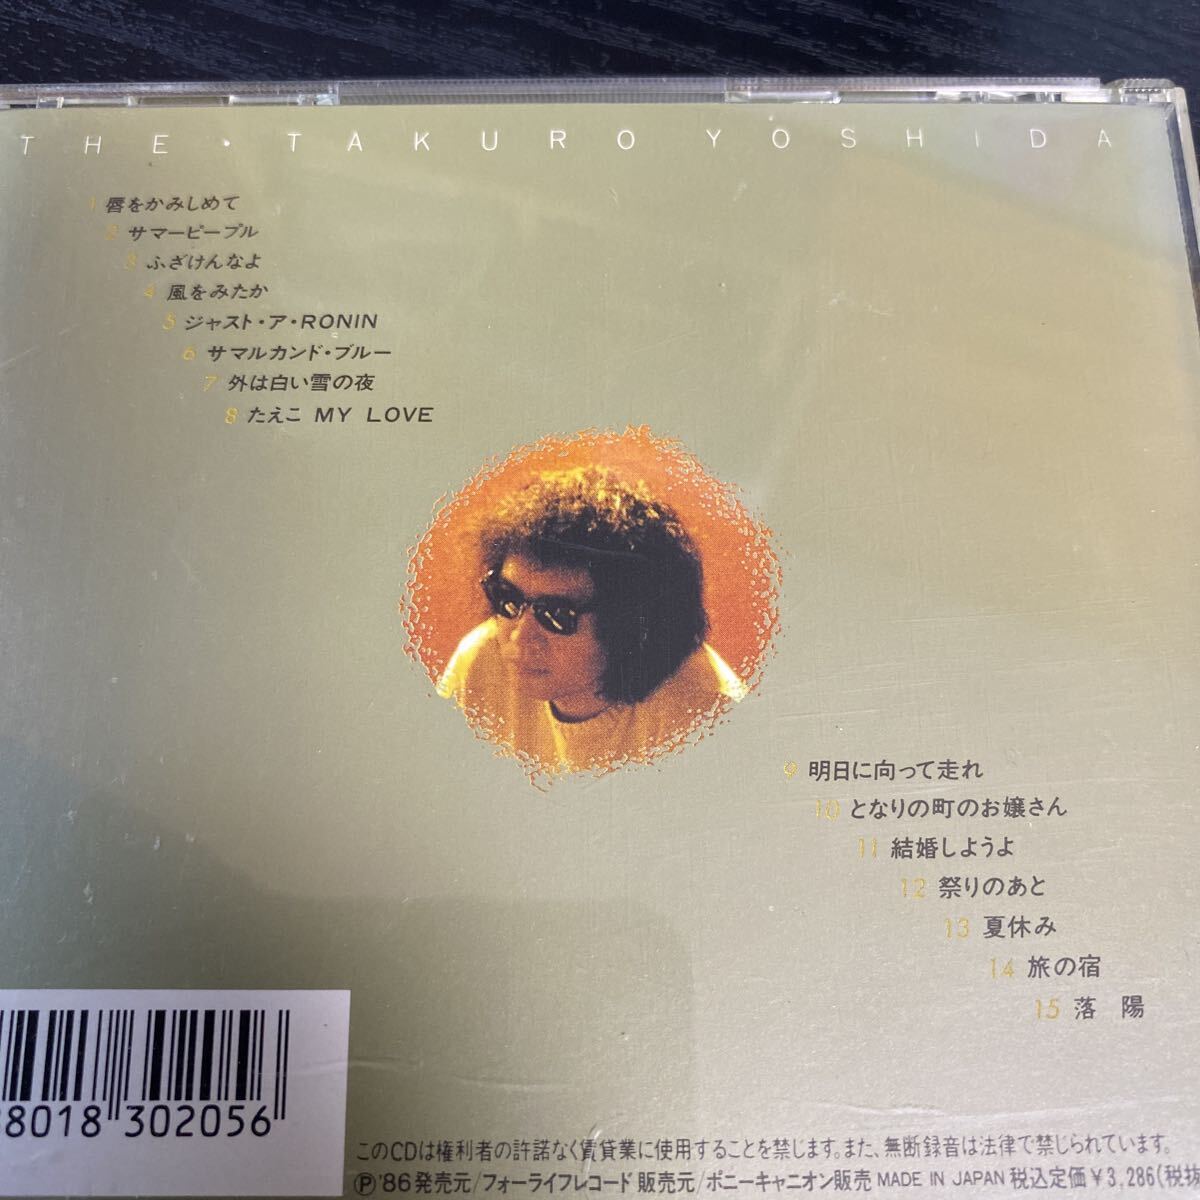 THE・TAKURO YOSHIDA
1 唇をかみしめて
2 サマーピープル
3 ふざけんなよ
4 風をみたか
5 ジャスト・ア・RONIN
6 サマルカンド・ブルー
7 外は白い雪の夜
8 たえこ MY LOVE
9 明日に向って走れ
10 となりの町のお嬢さん
11 結婚しようよ
12 祭りのあと
13 夏休み
14 旅の宿
15 落 陽
8018 302056
このCDは権利者の許諾なく賃貸業に使用することを禁じます。また、無断録音は法律で禁じられています。
Ⓟ'86発売元/フォーライフレコード 販売元/ポニーキャニオン販売 MADE IN JAPAN 税込定価￥3,286(税抜